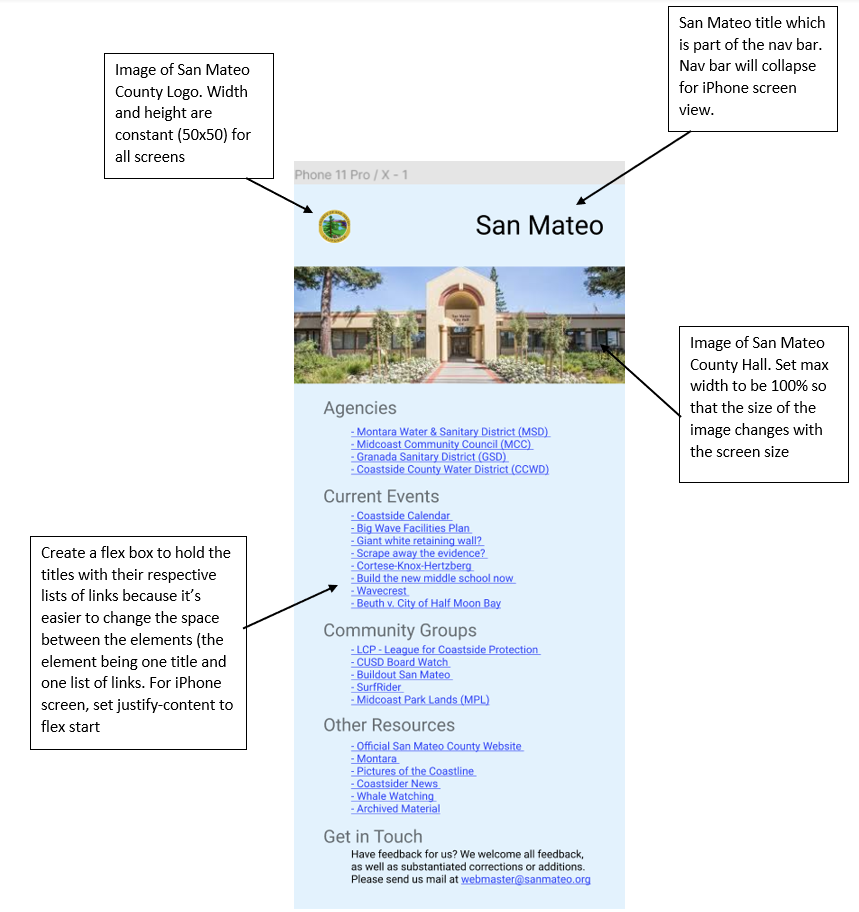 San Mateo title which
is part of the nav bar.
Nav bar will collapse
for iPhone screen
view.
Image of San Mateo
County Logo. Width
and height are
constant (50x50) for
all screens
Phone 11 Pro / X - 1
San Mateo
San Mateo
City Hall
Image of San Mateo
County Hall. Set max
width to be 100% so
that the size of the
image changes with
the screen size
Agencies
- Montara Water & Sanitary District (MSD)
- Midcoast Community Council (MCC)
- Granada Sanitary District (GSD)
- Coastside County Water District (CCWD)
Current Events
- Coastside Calendar
- Big Wave Facilities Plan
- Giant white retaining wall?
- Scrape away the evidence?
- Cortese-Knox-Hertzberg
- Build the new middle school now
- Wavecrest
- Beuth v. City of Half Moon Bay
Create a flex box to hold the
titles with their respective
lists of links because it’s
easier to change the space
between the elements (the
element being one title and
one list of links. For iPhone
screen, set justify-content to
flex start
Community Groups
- LCP - League for Coastside Protection
- CUSD Board Watch
- Buildout San Mateo
- SurfRider
- Midcoast Park Lands (MPL)
Other Resources
- Official San Mateo County Website
- Montara
- Pictures of the Coastline
- Coastsider News
- Whale Watching
- Archived Material
Get in Touch
Have feedback for us? We welcome all feedback,
as well as substantiated corrections or additions.
Please send us mail at webmaster@sanmateo.org